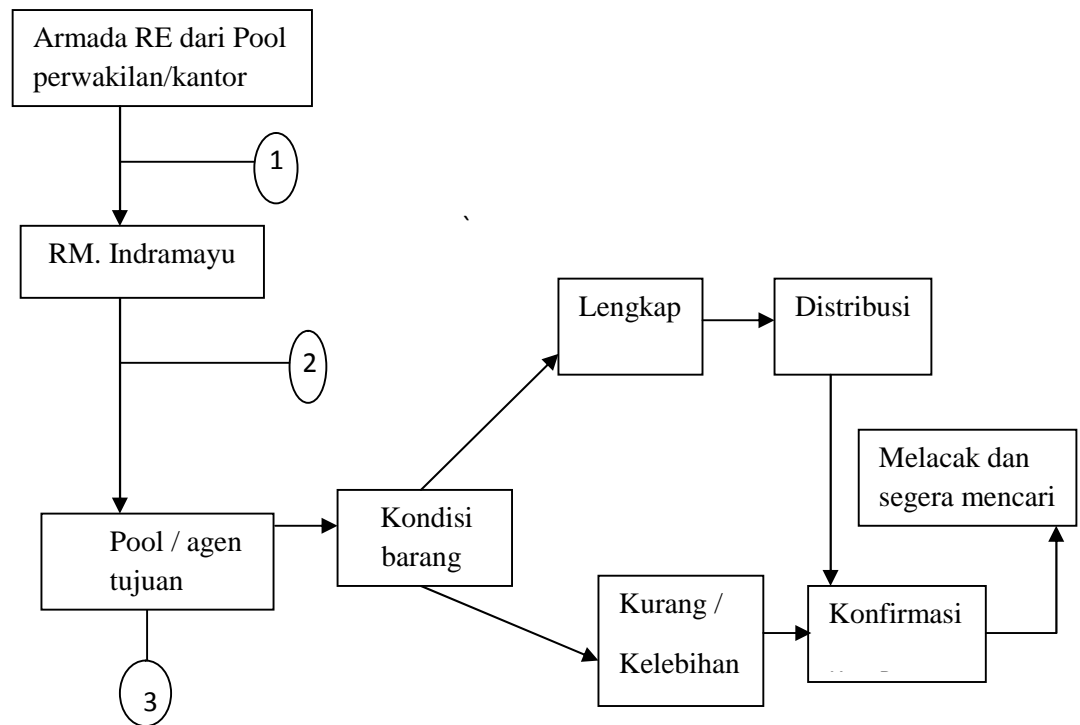 Armada RE dari Pool
perwakilan/kantor
1
RM. Indramayu
`
2
Lengkap
Distribusi
Melacak dan
segera mencari
Kondisi
barang
Pool / agen
tujuan
Kurang /
Kelebihan
Konfirmasi
3